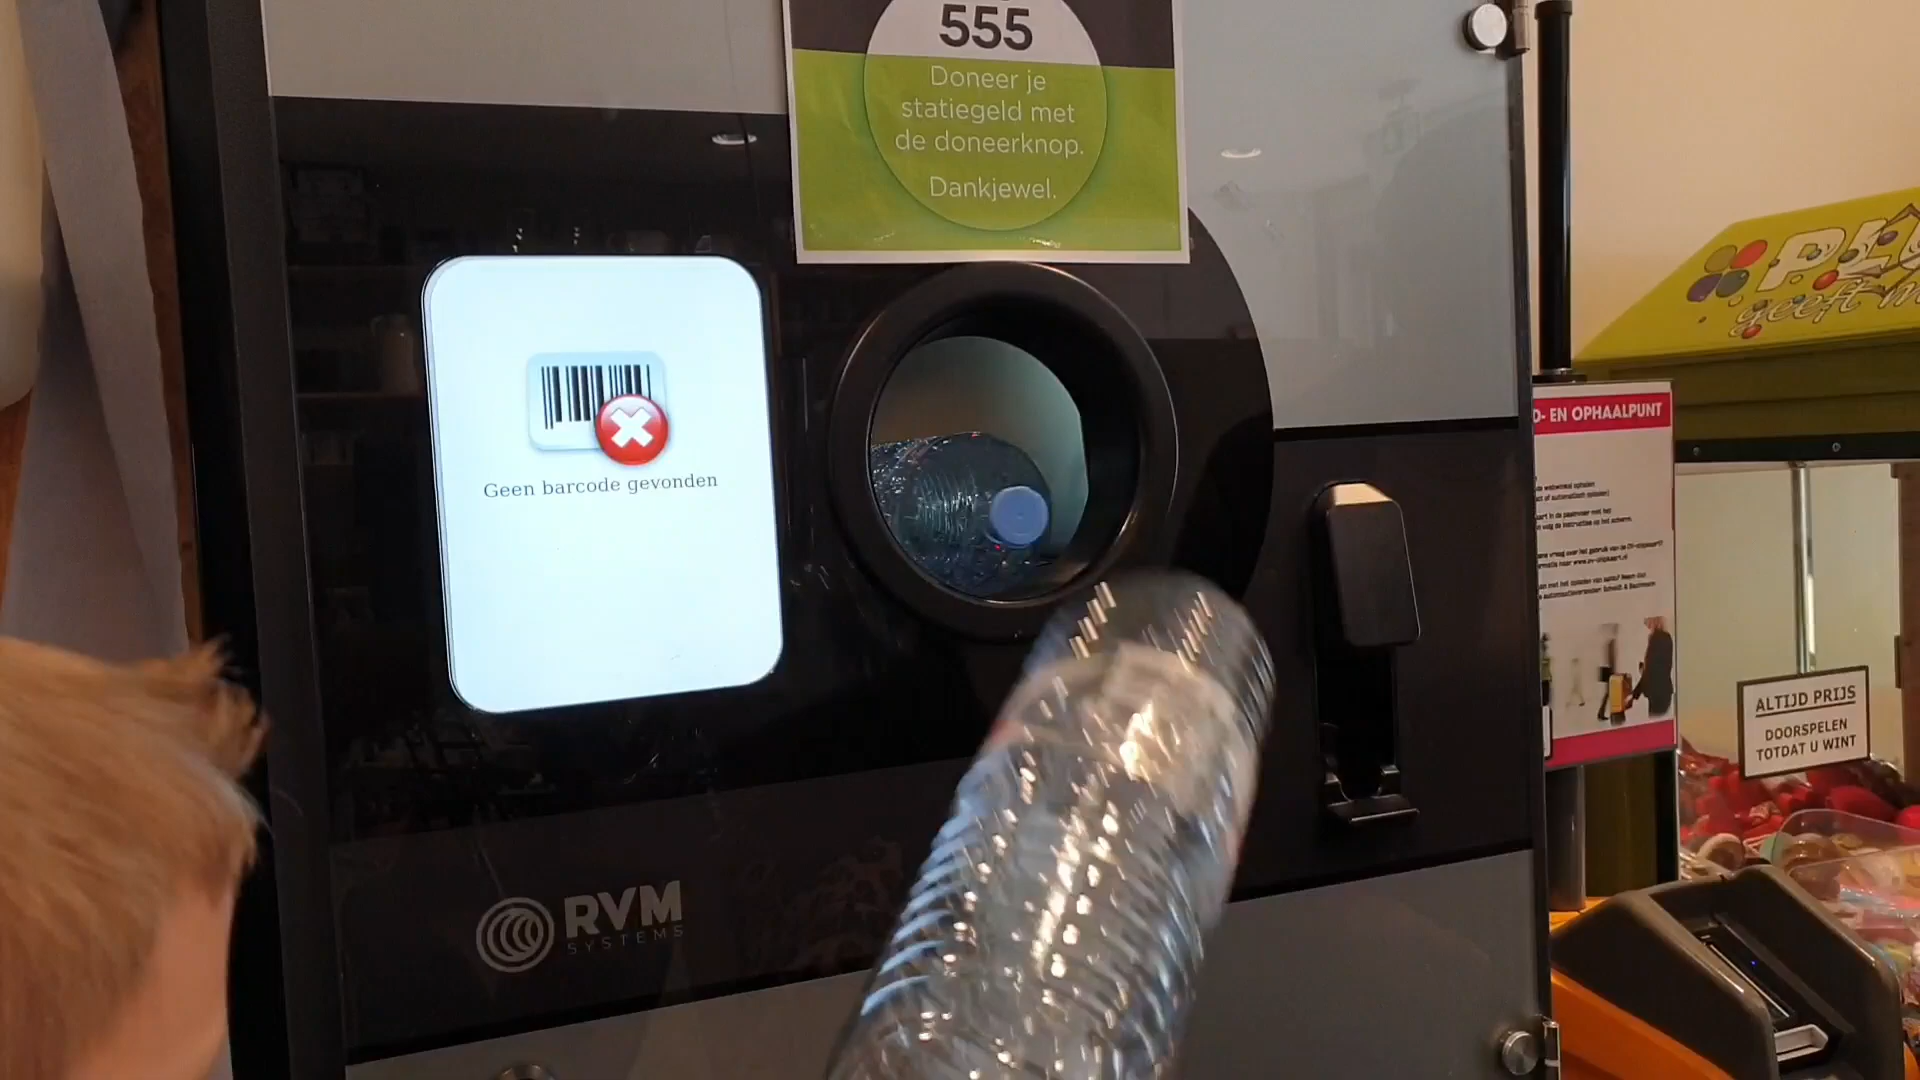 555
Doneer je
statiegeld met
de doneerknop.
Dankjewel.
Geen barcode gevonden
RVM
SYSTEMS
geeft
D- EN OPHAALPUNT
ALTIJD PRIJS
DOORSPELEN
TOTDAT U WINT